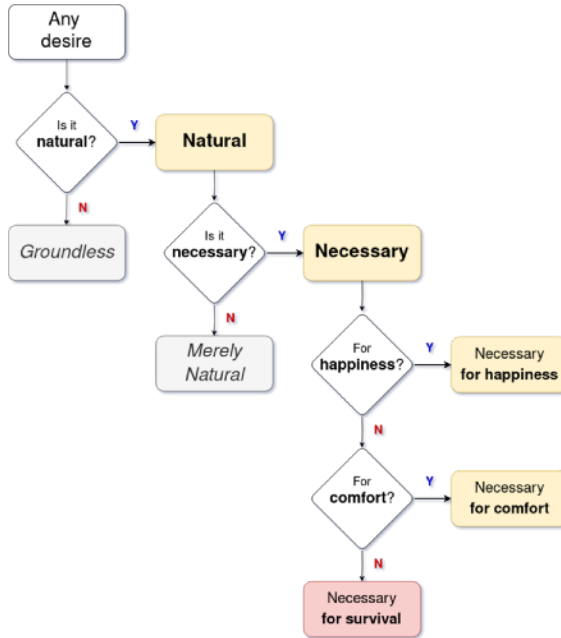 Any
desire
Is it
natural?
Y
Natural
N
Groundless
Is it
necessary?
Y
Necessary
N
Merely
Natural
For
happiness?
Y
Necessary
for happiness
N
For
comfort?
Y
Necessary
for comfort
N
Necessary
for survival